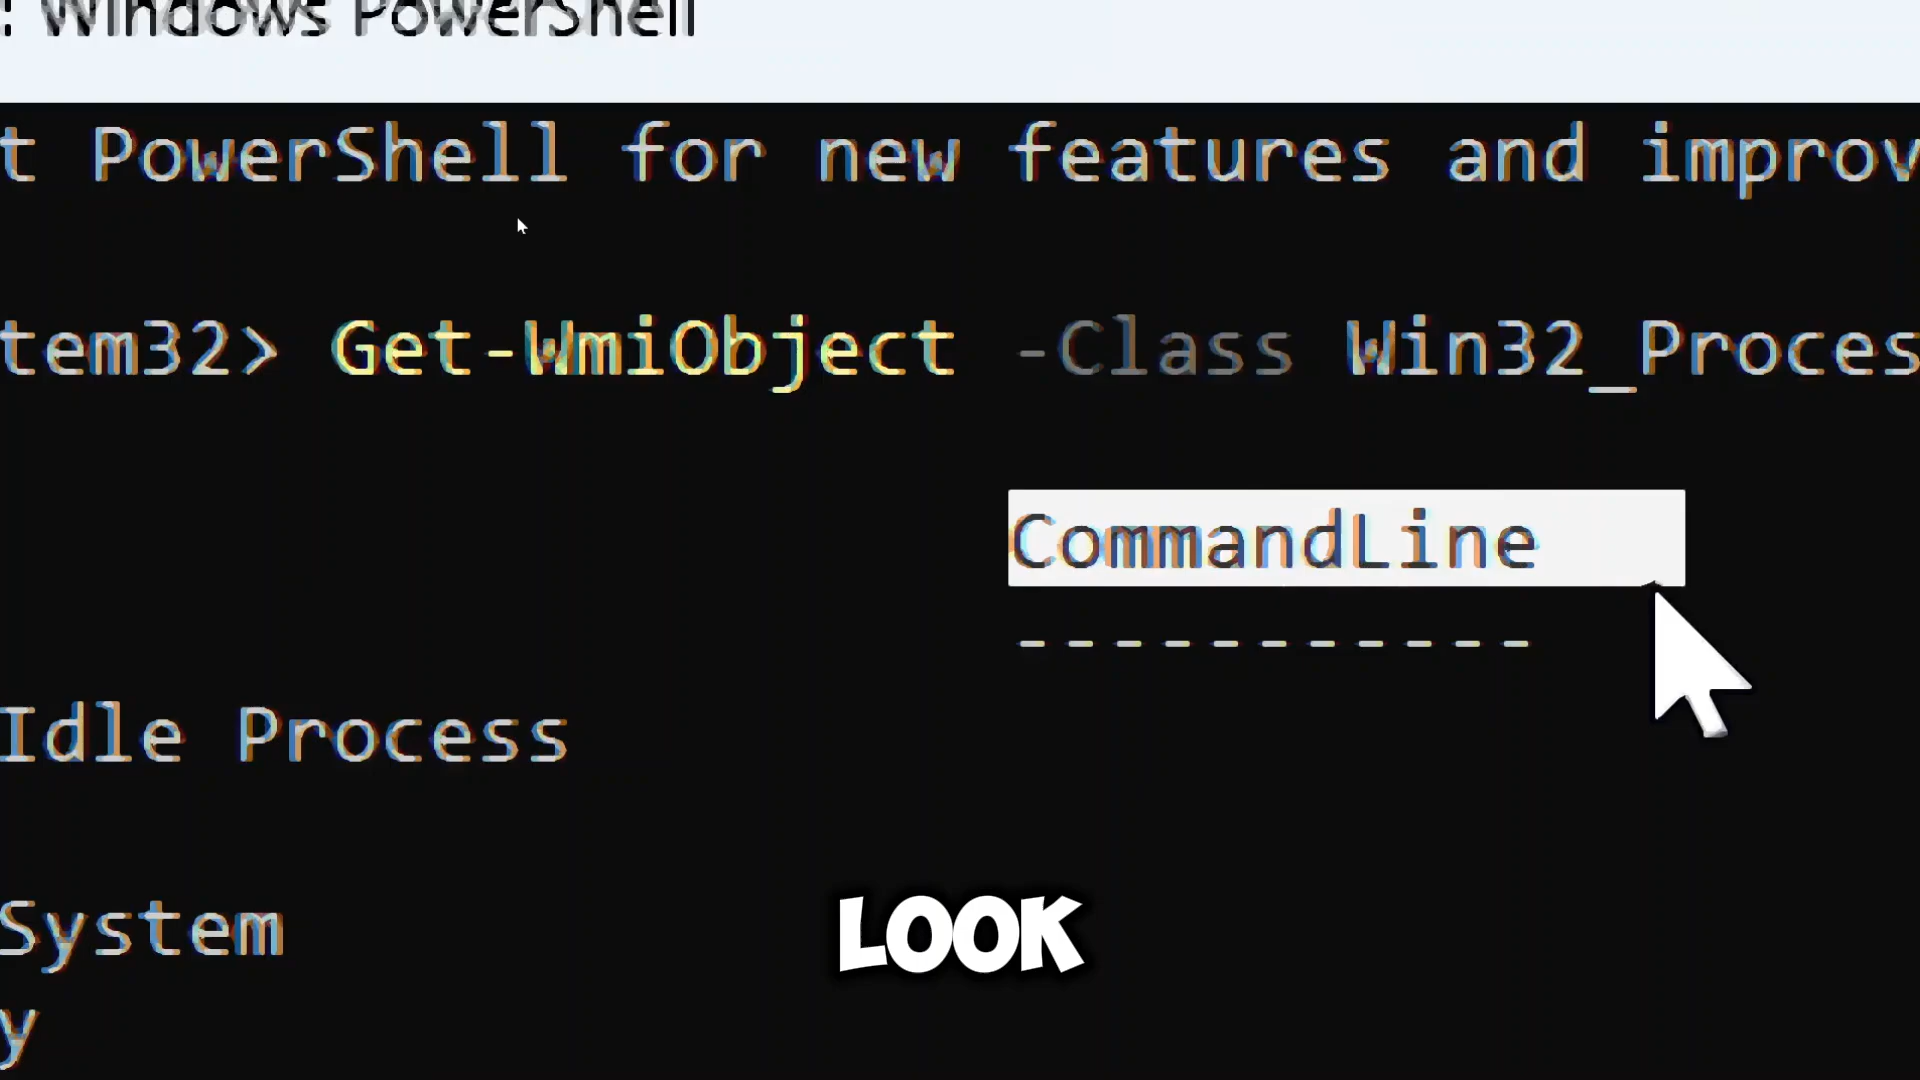 : Windows PowerShell
t PowerShell for new features and improv
tem32> Get-WmiObject -Class Win32_Proces
CommandLine
-----------
Idle Process
System
y
LOOK